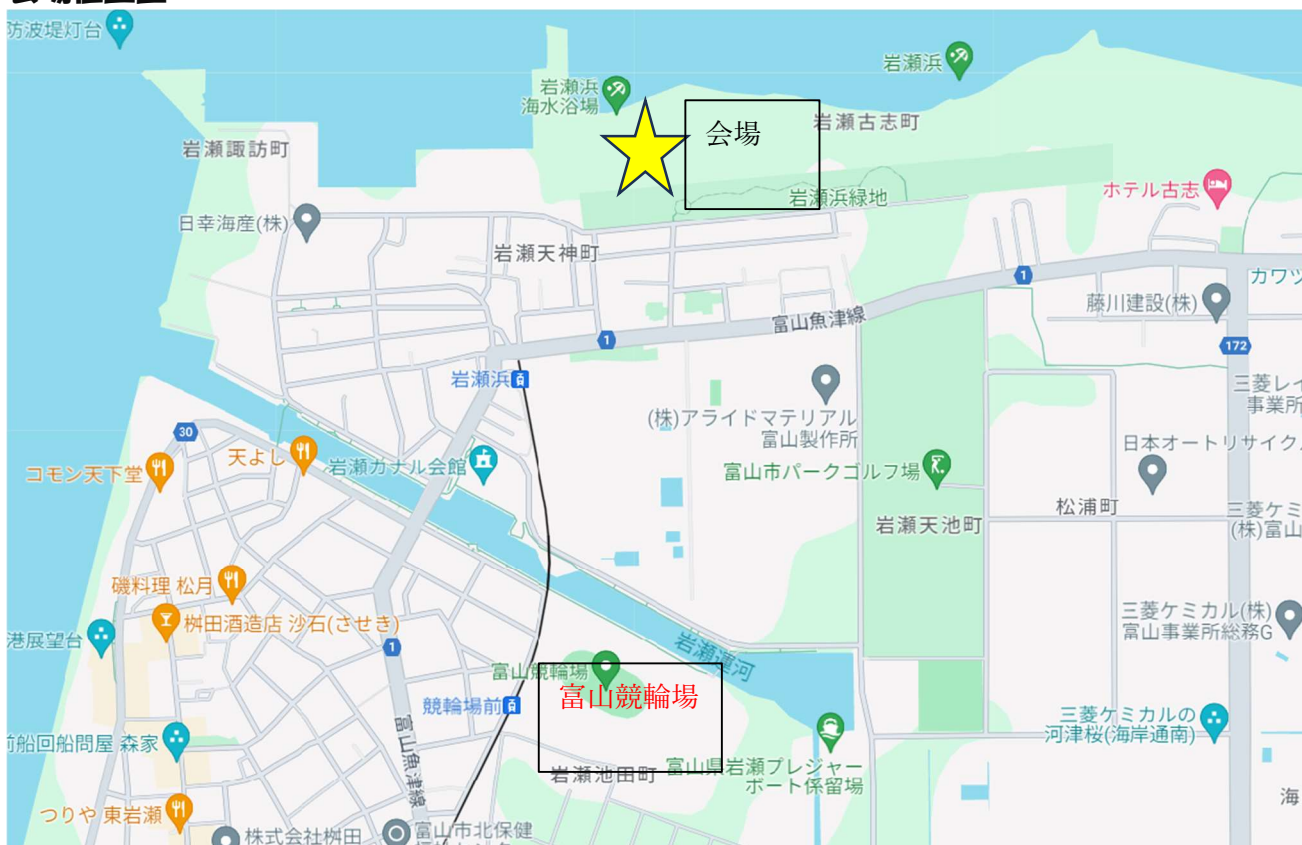 防波堤灯台
岩瀬浜
岩瀬浜
海水浴場
会場
岩瀬古志町
岩瀬諏訪町
ホテル古志
岩瀬浜緑地
日幸海産(株)
岩瀬天神町
1
カワツ
藤川建設(株)
富山魚津線
1
172
岩瀬浜
三菱レイ
事業所
(株)アライドマテリアル
富山製作所
30
日本オートリサイクル
天よし
岩瀬カナル会館
コモン天下堂
富山市パークゴルフ場
松浦町
三菱ケミ
(株)富山
岩瀬天池町
磯料理 松月
桝田酒造店 沙石(させき)
三菱ケミカル(株)
富山事業所総務G
港展望台
1
岩瀬運河
富山競輪場
富山競輪場
競輪場前
三菱ケミカルの
河津桜(海岸通南)
富山魚津線
前船回船問屋 森家
岩瀬池田町
富山県岩瀬プレジャー
ボート係留場
海
つりや 東岩瀬
株式会社桝田
富山市北保健